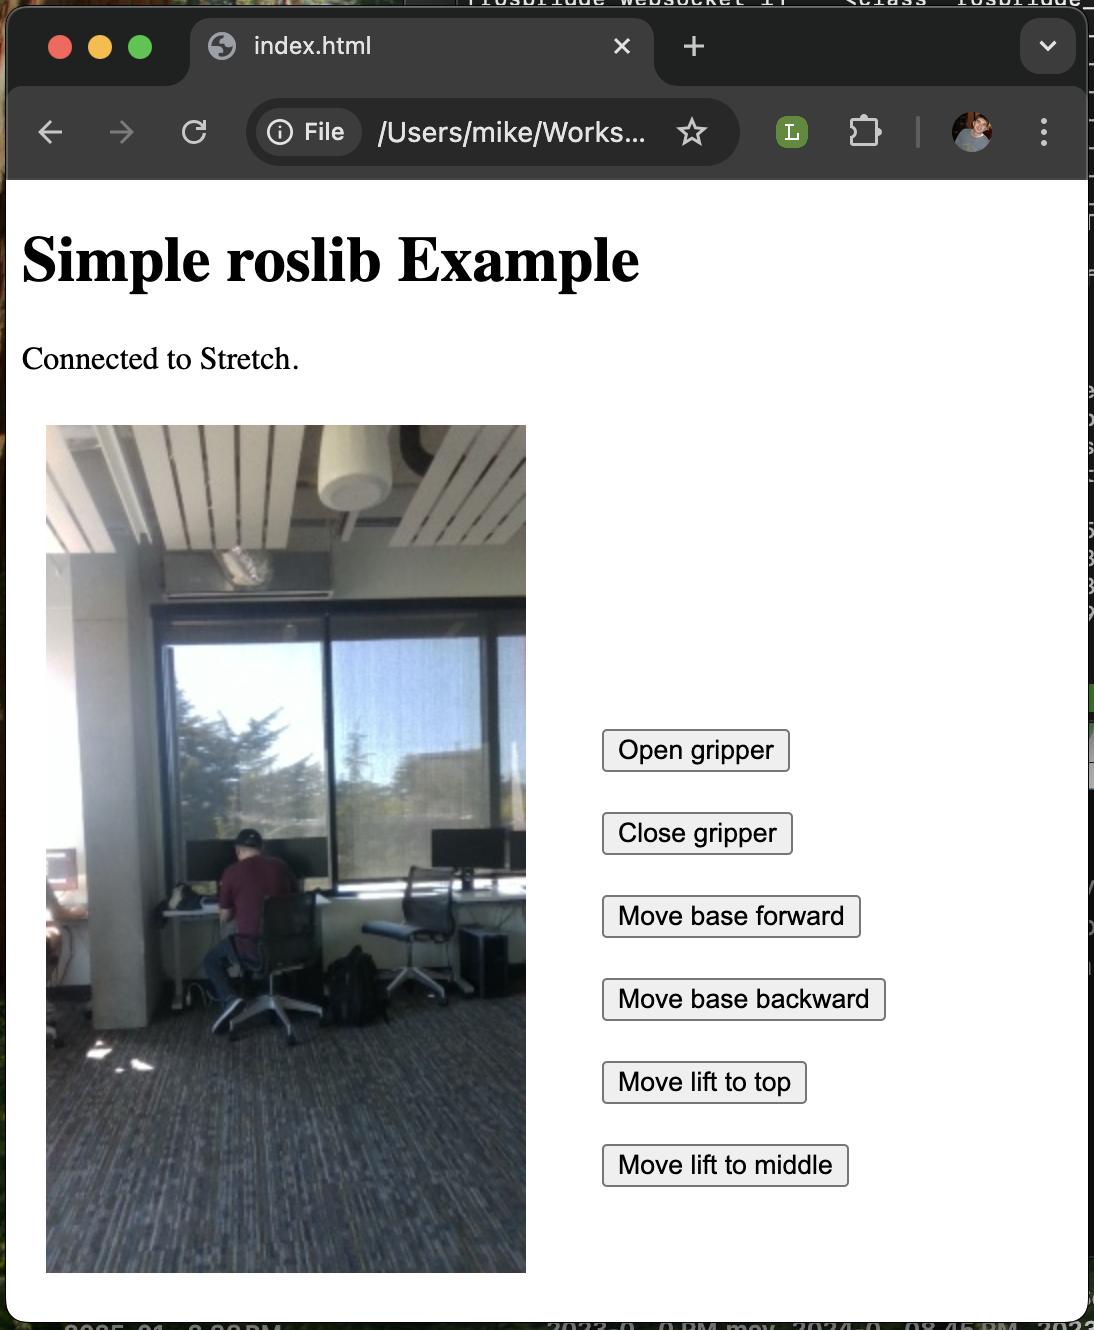 index.html
File /Users/mike/Works...
L
Simple roslib Example
Connected to Stretch.
Open gripper
Close gripper
Move base forward
Move base backward
Move lift to top
Move lift to middle